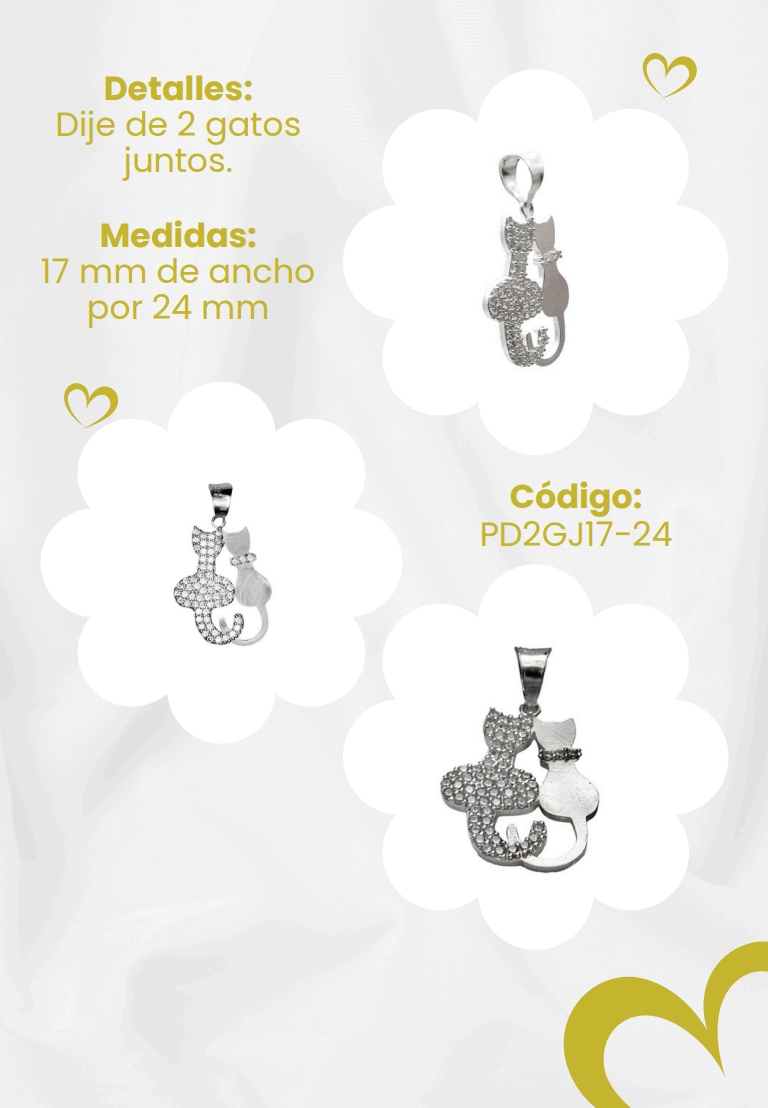 Detalles:
Dije de 2 gatos
juntos.
Medidas:
17 mm de ancho
por 24 mm
Código:
PD2GJ17-24